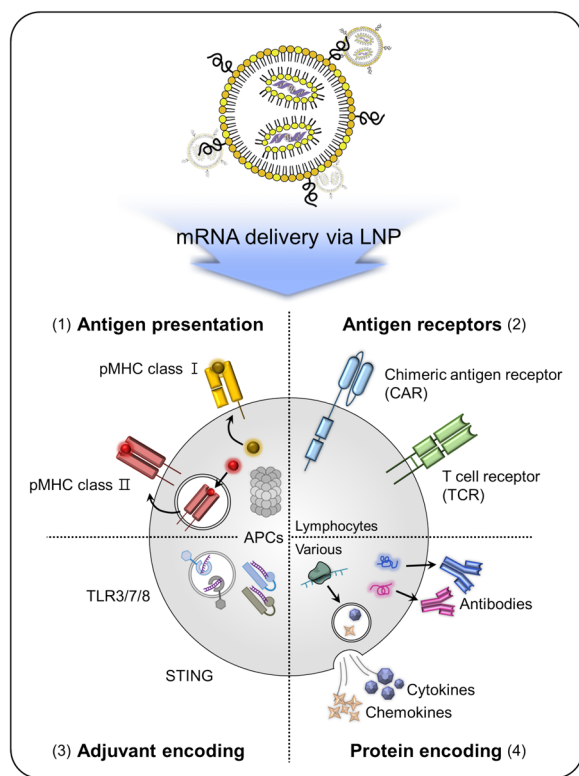 mRNA delivery via LNP
(1) Antigen presentation
Antigen receptors (2)
pMHC class Ⅰ
Chimeric antigen receptor
(CAR)
pMHC class Ⅱ
T cell receptor
(TCR)
APCs
Lymphocytes
Various
TLR3/7/8
Antibodies
STING
Cytokines
Chemokines
(3) Adjuvant encoding
Protein encoding (4)